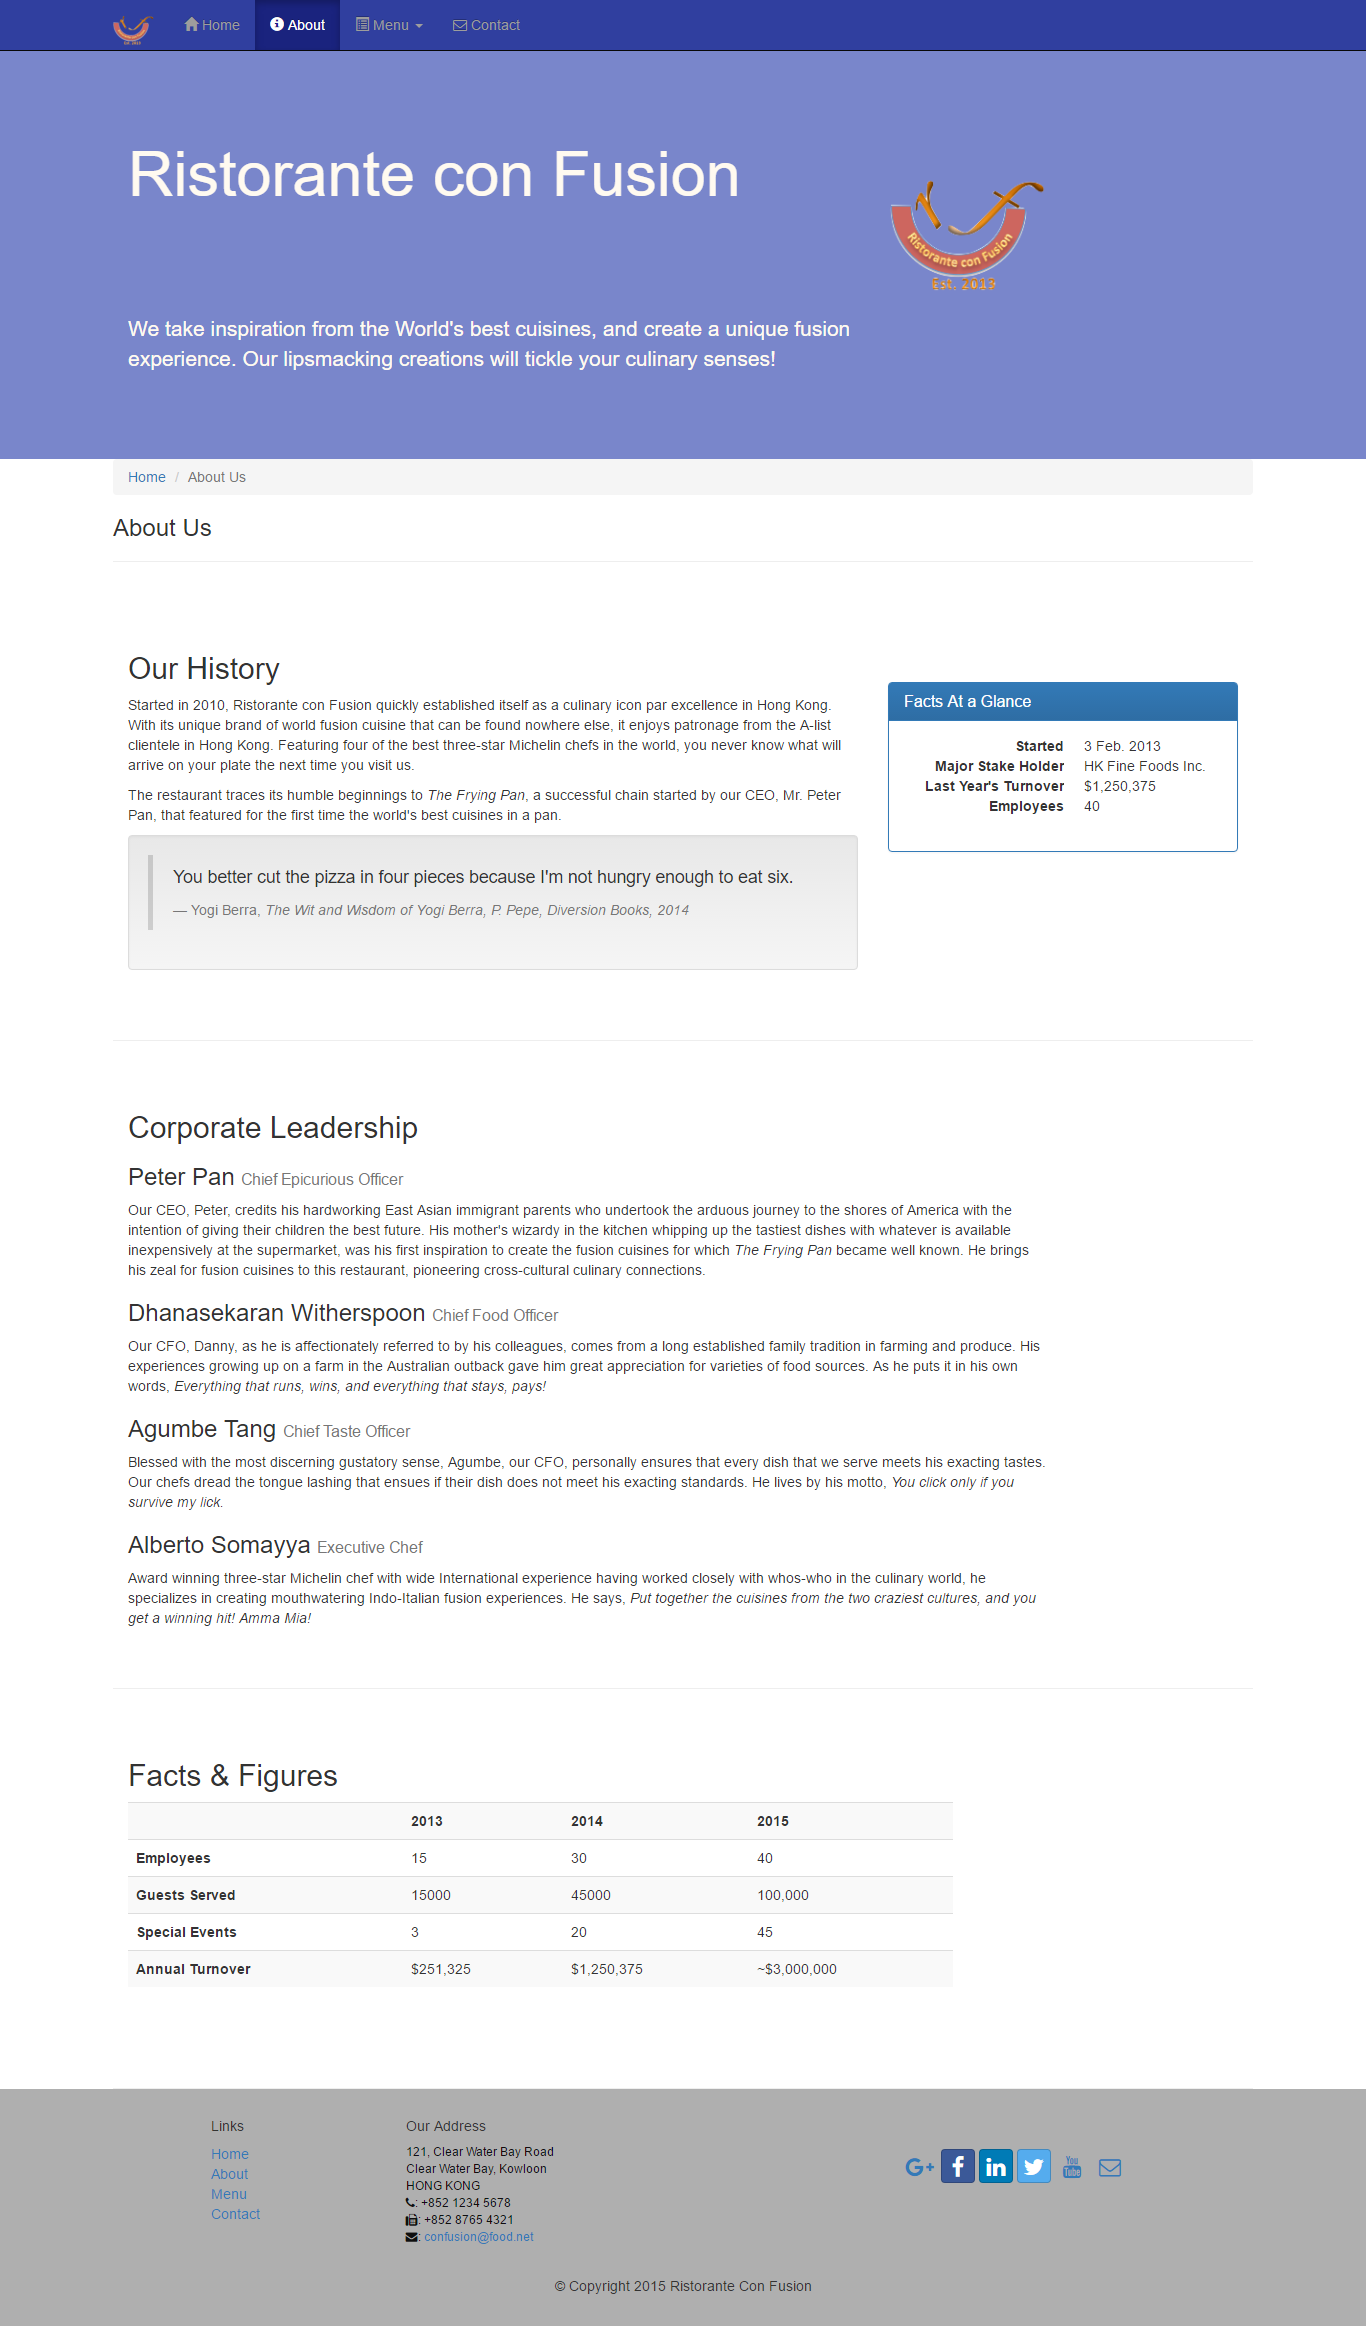 Home About Menu Contact
Ristorante con Fusion
Ristorante con Fusion
Est. 2013
We take inspiration from the World's best cuisines, and create a unique fusion
experience. Our lipsmacking creations will tickle your culinary senses!
Home / About Us
About Us
Our History
Started in 2010, Ristorante con Fusion quickly established itself as a culinary icon par excellence in Hong Kong.
With its unique brand of world fusion cuisine that can be found nowhere else, it enjoys patronage from the A-list
clientele in Hong Kong. Featuring four of the best three-star Michelin chefs in the world, you never know what will
arrive on your plate the next time you visit us.
The restaurant traces its humble beginnings to The Frying Pan, a successful chain started by our CEO, Mr. Peter
Pan, that featured for the first time the world's best cuisines in a pan.
You better cut the pizza in four pieces because I'm not hungry enough to eat six.
— Yogi Berra, The Wit and Wisdom of Yogi Berra, P. Pepe, Diversion Books, 2014
Facts At a Glance
Started 3 Feb. 2013
Major Stake Holder HK Fine Foods Inc.
Last Year's Turnover $1,250,375
Employees 40
Corporate Leadership
Peter Pan Chief Epicurious Officer
Our CEO, Peter, credits his hardworking East Asian immigrant parents who undertook the arduous journey to the shores of America with the
intention of giving their children the best future. His mother's wizardy in the kitchen whipping up the tastiest dishes with whatever is available
inexpensively at the supermarket, was his first inspiration to create the fusion cuisines for which The Frying Pan became well known. He brings
his zeal for fusion cuisines to this restaurant, pioneering cross-cultural culinary connections.
Dhanasekaran Witherspoon Chief Food Officer
Our CFO, Danny, as he is affectionately referred to by his colleagues, comes from a long established family tradition in farming and produce. His
experiences growing up on a farm in the Australian outback gave him great appreciation for varieties of food sources. As he puts it in his own
words, Everything that runs, wins, and everything that stays, pays!
Agumbe Tang Chief Taste Officer
Blessed with the most discerning gustatory sense, Agumbe, our CFO, personally ensures that every dish that we serve meets his exacting tastes.
Our chefs dread the tongue lashing that ensues if their dish does not meet his exacting standards. He lives by his motto, You click only if you
survive my lick.
Alberto Somayya Executive Chef
Award winning three-star Michelin chef with wide International experience having worked closely with whos-who in the culinary world, he
specializes in creating mouthwatering Indo-Italian fusion experiences. He says, Put together the cuisines from the two craziest cultures, and you
get a winning hit! Amma Mia!
Facts & Figures
2013 2014 2015
Employees 15 30 40
Guests Served 15000 45000 100,000
Special Events 3 20 45
Annual Turnover $251,325 $1,250,375 ~$3,000,000
Links
Home
About
Menu
Contact
Our Address
121, Clear Water Bay Road
Clear Water Bay, Kowloon
HONG KONG
: +852 1234 5678
: +852 8765 4321
: confusion@food.net
G+ f in You Tube
© Copyright 2015 Ristorante Con Fusion